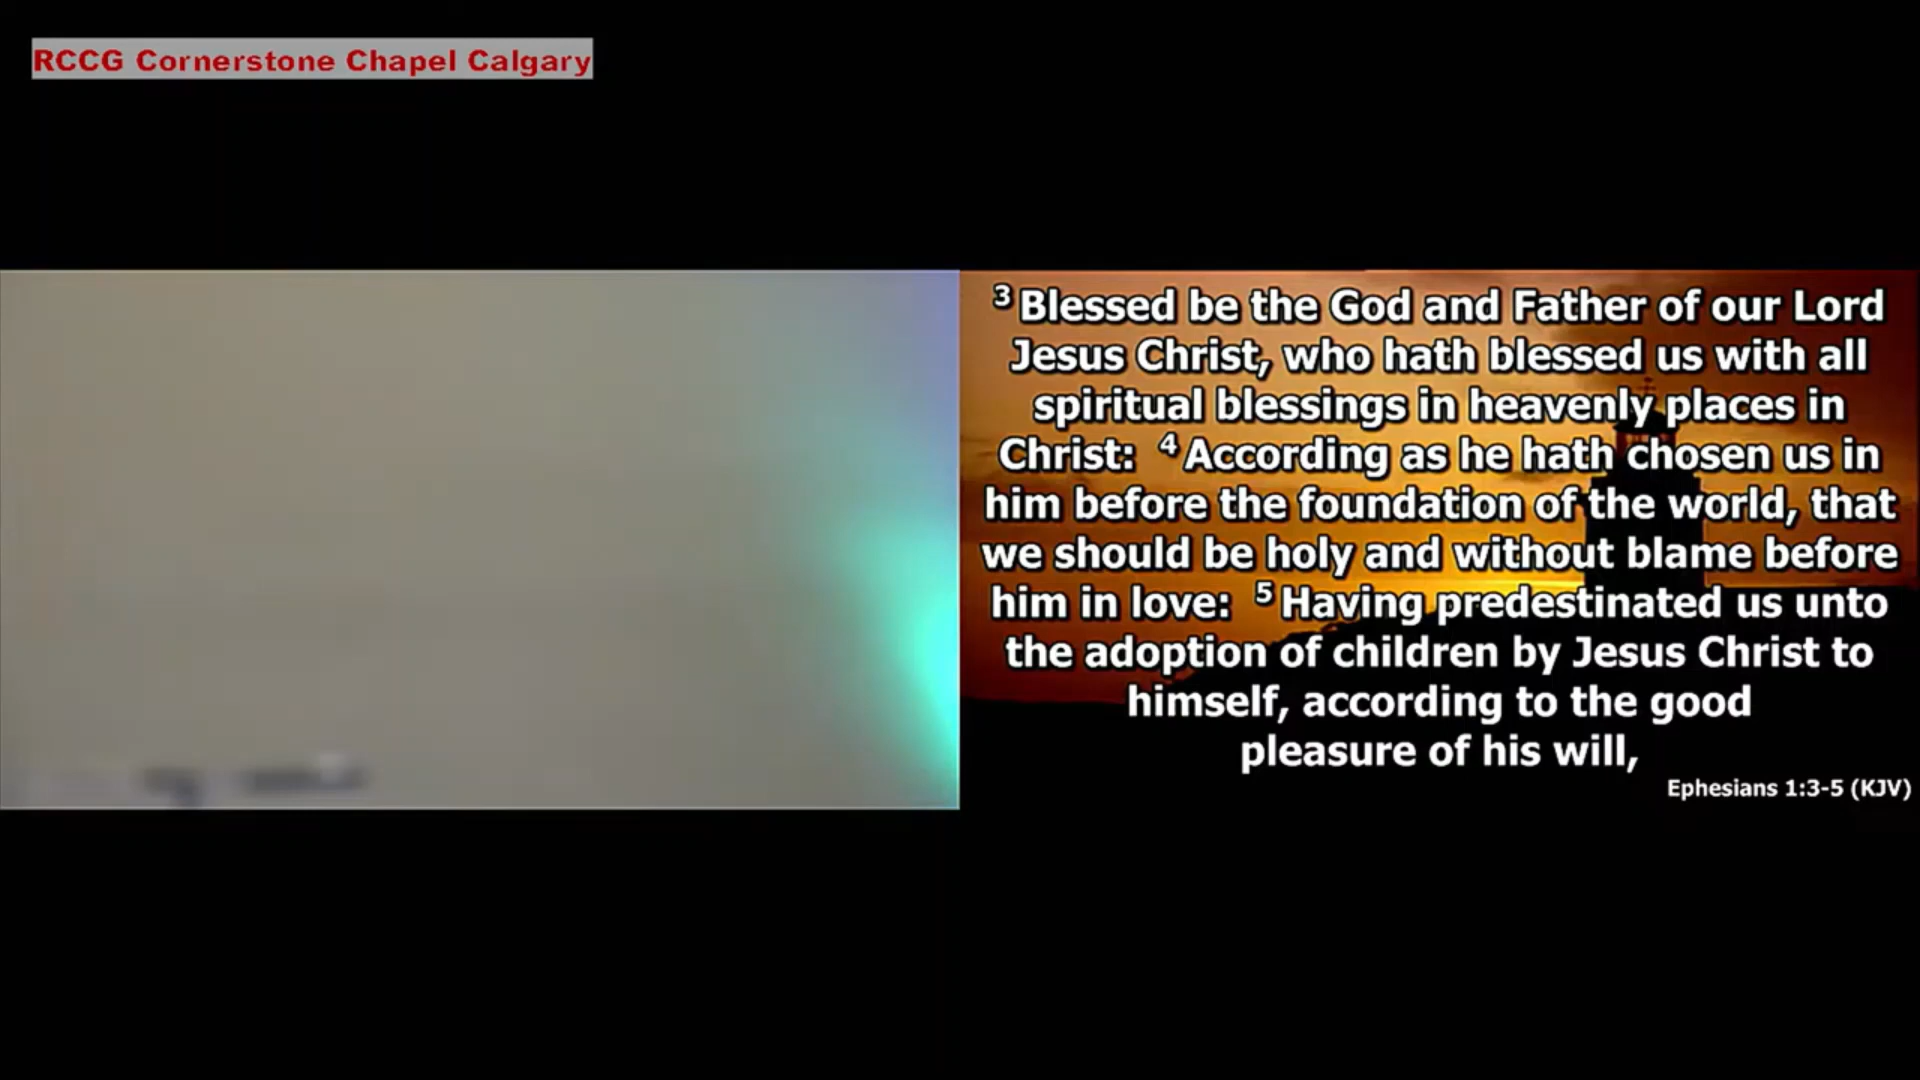 RCCG Cornerstone Chapel Calgary
³ Blessed be the God and Father of our Lord
Jesus Christ, who hath blessed us with all
spiritual blessings in heavenly places in
Christ: ⁴ According as he hath chosen us in
him before the foundation of the world, that
we should be holy and without blame before
him in love: ⁵ Having predestinated us unto
the adoption of children by Jesus Christ to
himself, according to the good
pleasure of his will,
Ephesians 1:3-5 (KJV)